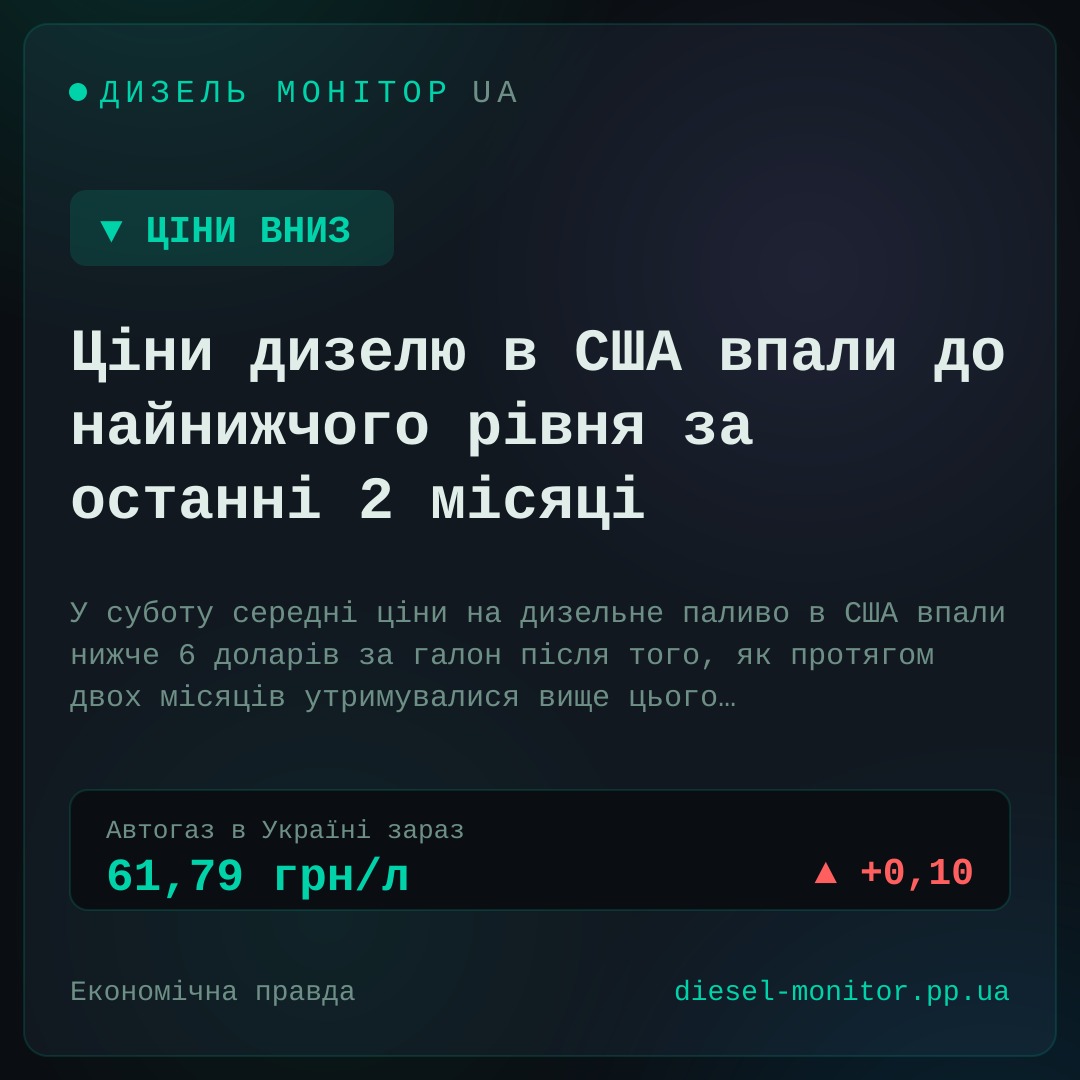 ДИЗЕЛЬ МОНІТОР UA
▼ ЦІНИ ВНИЗ
Ціни дизелю в США впали до
найнижчого рівня за
останні 2 місяці
У суботу середні ціни на дизельне паливо в США впали
нижче 6 доларів за галон після того, як протягом
двох місяців утримувалися вище цього…
Автогаз в Україні зараз
61,79 грн/л
▲ +0,10
Економічна правда
diesel-monitor.pp.ua